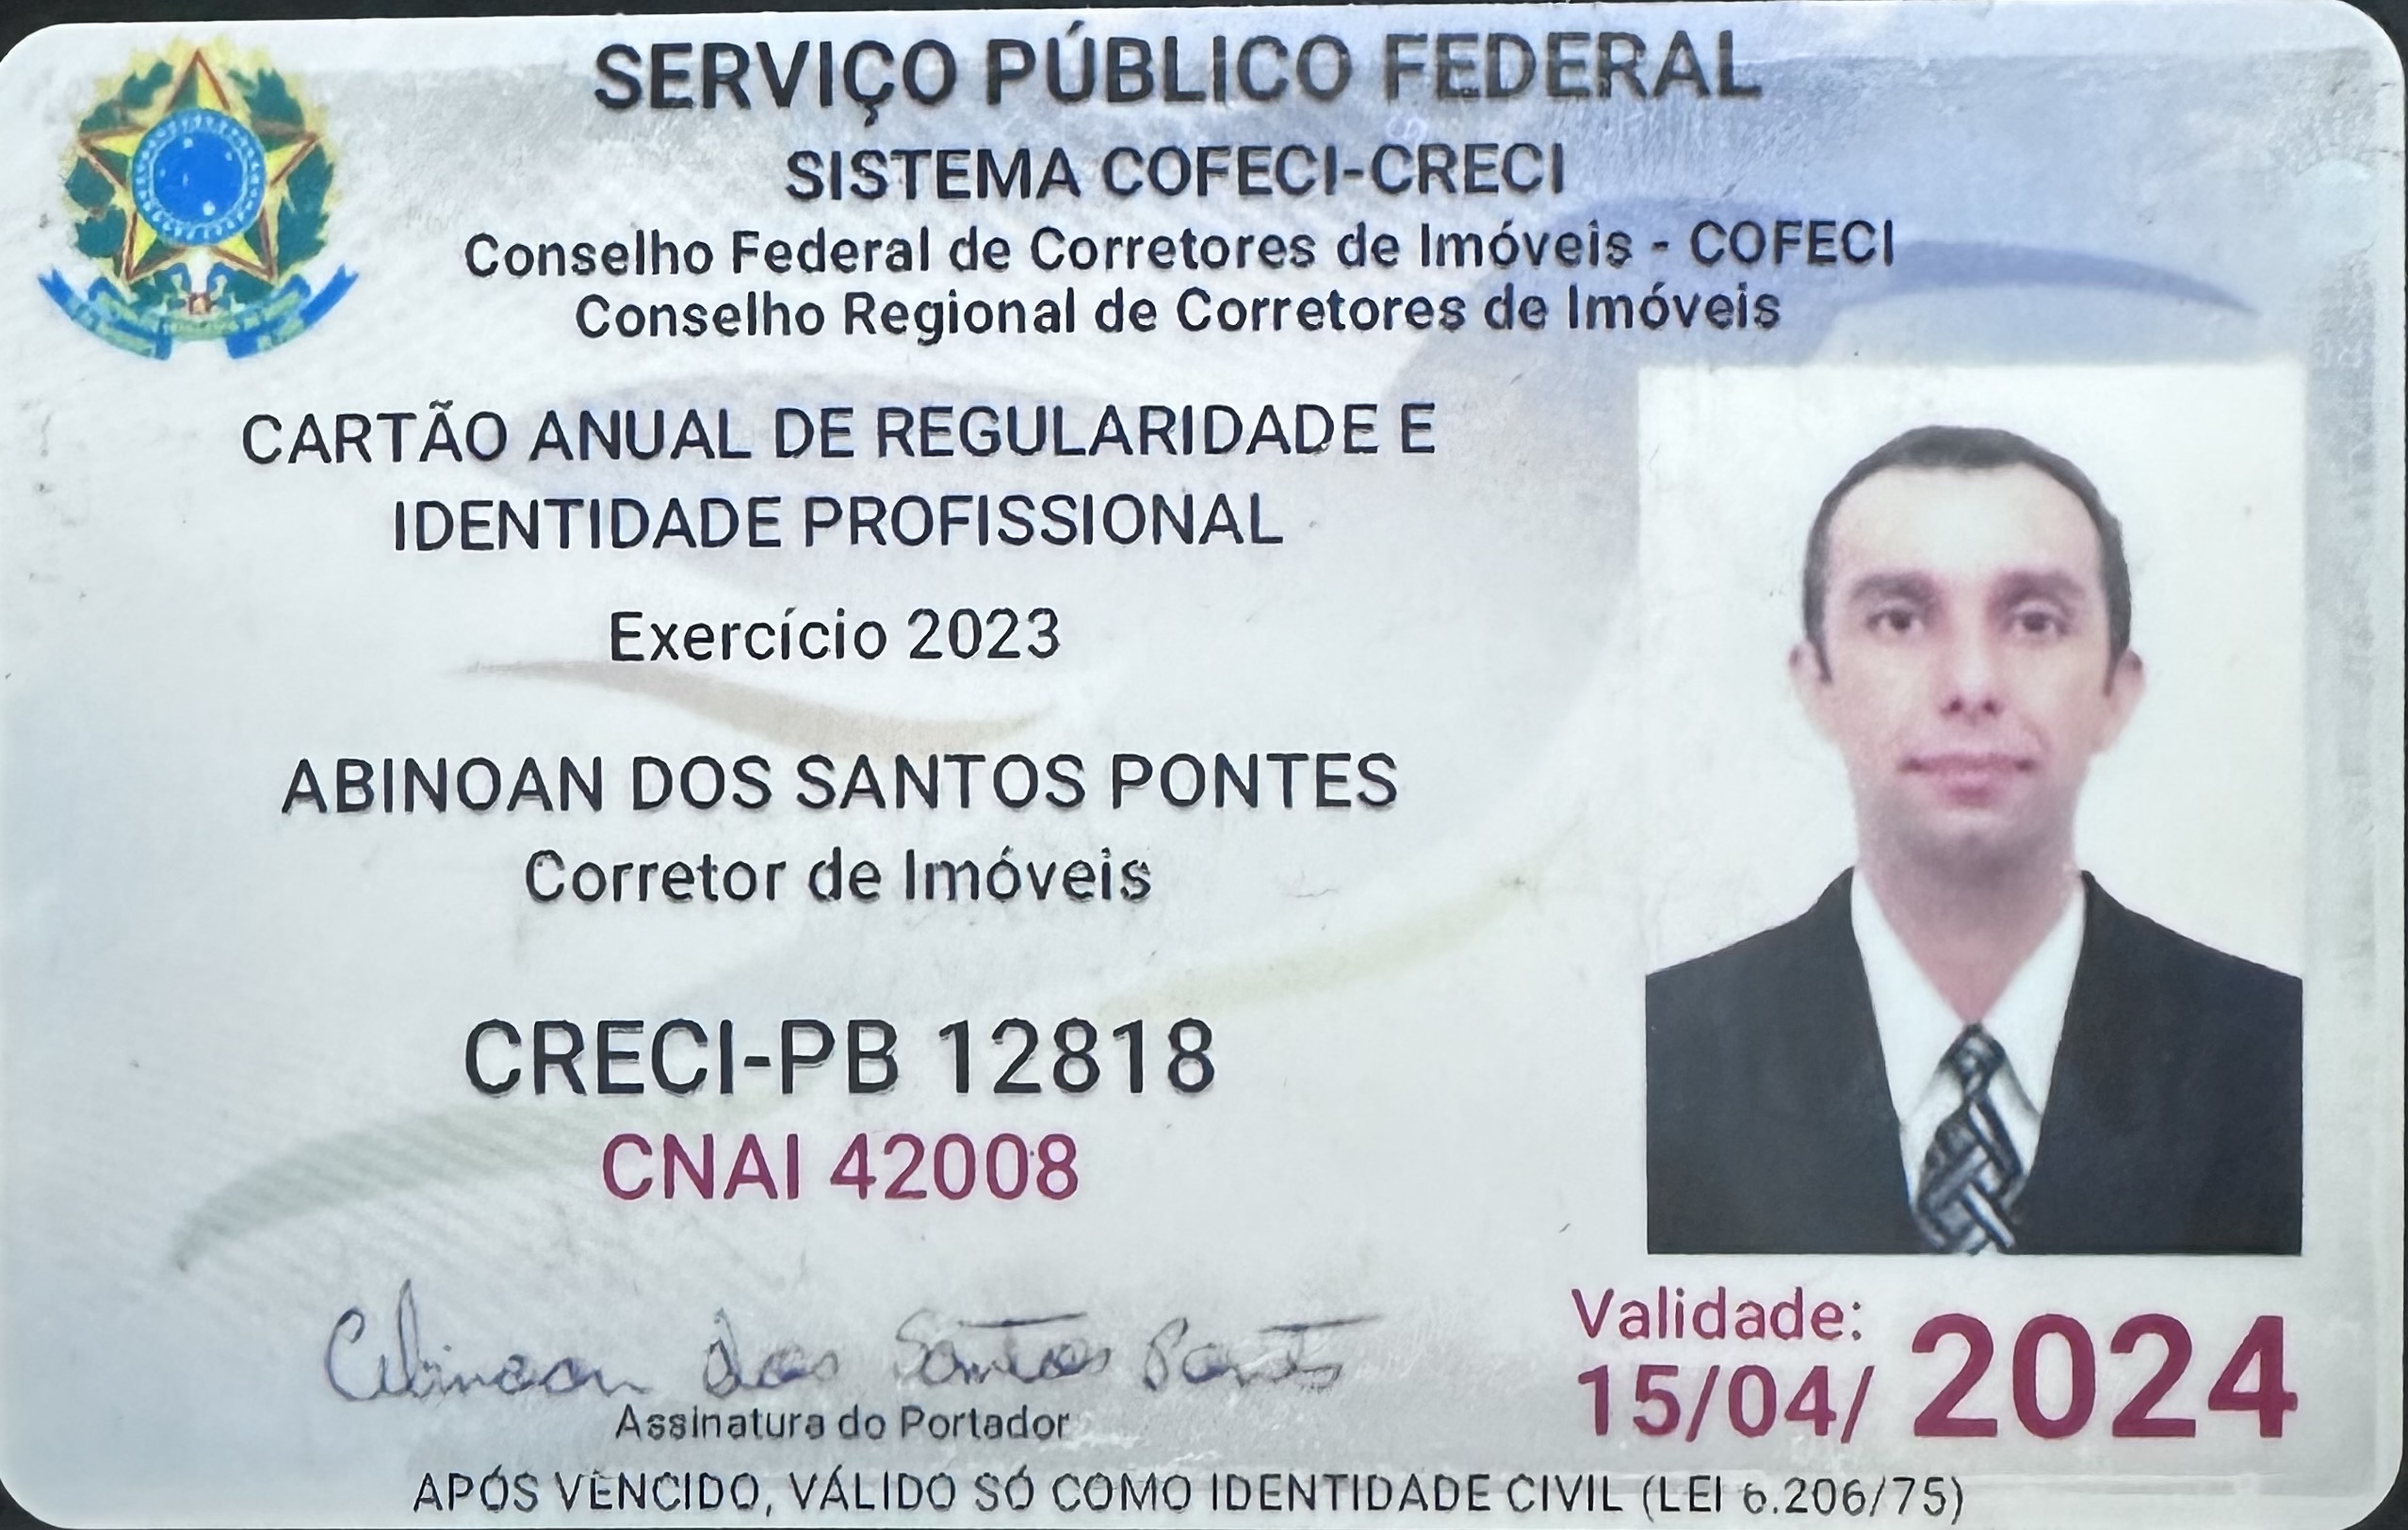 SERVIÇO PÚBLICO FEDERAL
SISTEMA COFECI-CRECI
Conselho Federal de Corretores de Imóveis - COFECI
Conselho Regional de Corretores de Imóveis
CARTÃO ANUAL DE REGULARIDADE E
IDENTIDADE PROFISSIONAL
Exercício 2023
ABINOAN DOS SANTOS PONTES
Corretor de Imóveis
CRECI-PB 12818
CNAI 42008
Abinoan dos Santos Pontes
Assinatura do Portador
Validade:
15/04/ 2024
APÓS VENCIDO, VÁLIDO SÓ COMO IDENTIDADE CIVIL (LEI 6.206/75)